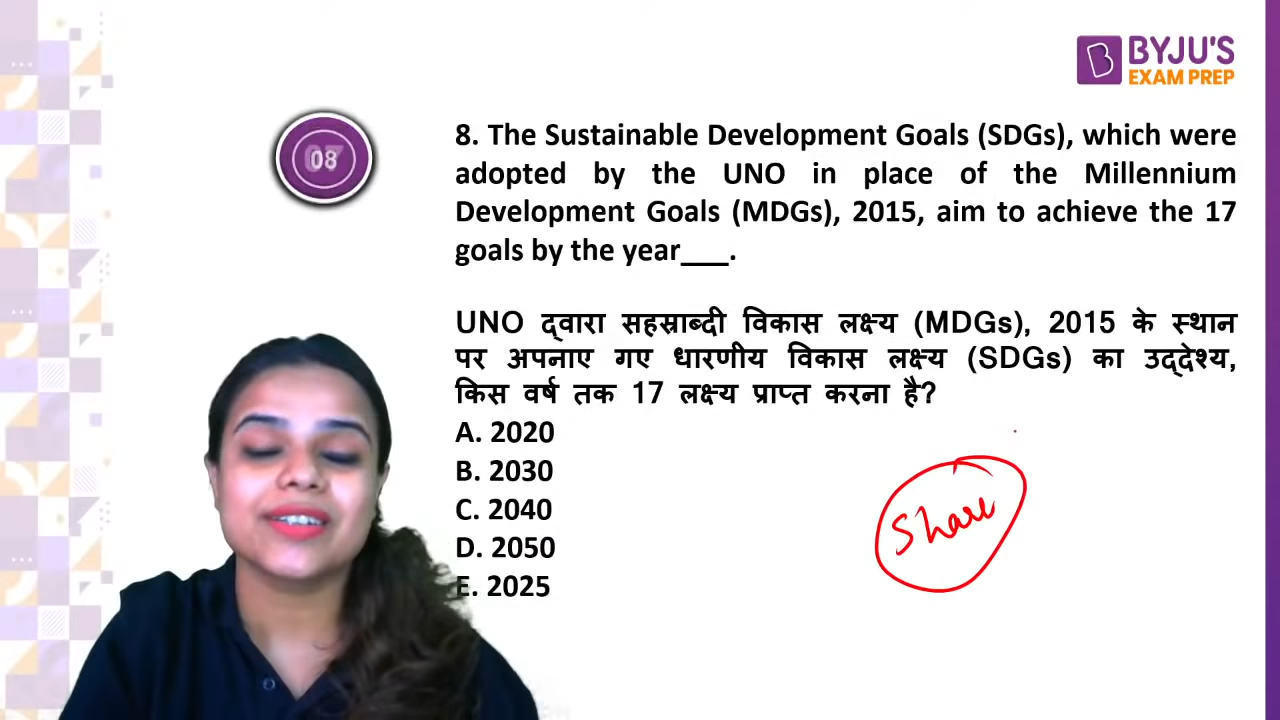 BYJU'S
EXAM PREP
08
8. The Sustainable Development Goals (SDGs), which were
adopted by the UNO in place of the Millennium
Development Goals (MDGs), 2015, aim to achieve the 17
goals by the year___.
UNO द्वारा सहस्राब्दी विकास लक्ष्य (MDGs), 2015 के स्थान
पर अपनाए गए धारणीय विकास लक्ष्य (SDGs) का उद्देश्य,
किस वर्ष तक 17 लक्ष्य प्राप्त करना है?
A. 2020
B. 2030
C. 2040
D. 2050
E. 2025
Share